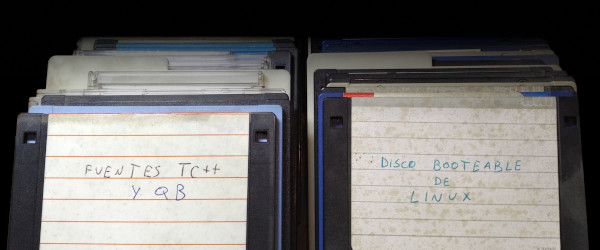 FUENTES TC++
Y QB
DISCO BOOTEABLE
DE
LINUX